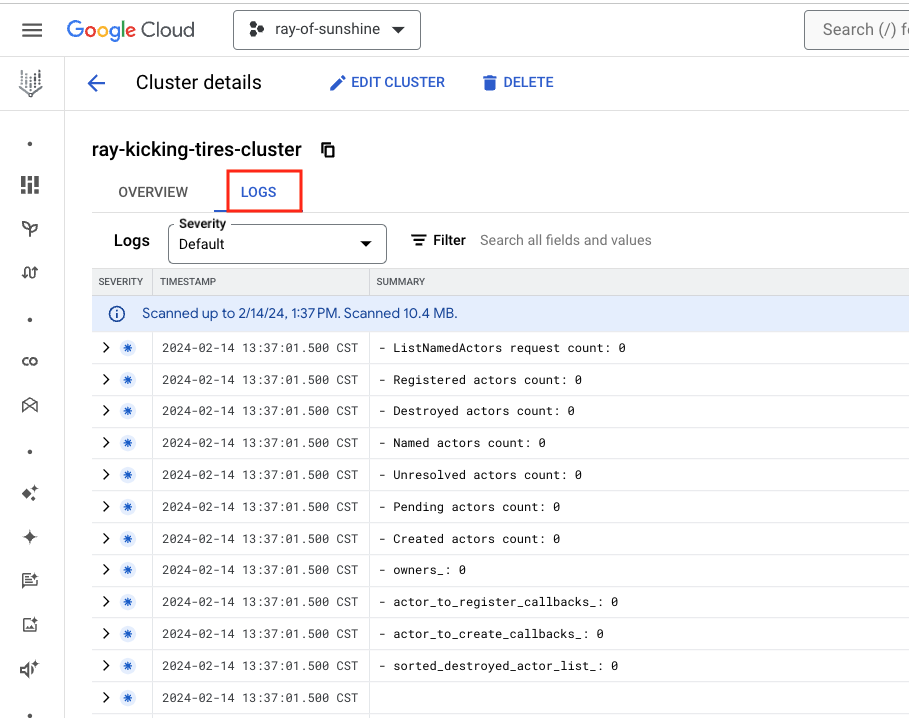 Google Cloud
ray-of-sunshine
Search (/) f
Cluster details
EDIT CLUSTER
DELETE
ray-kicking-tires-cluster
OVERVIEW
LOGS
Logs
Severity
Default
Filter
Search all fields and values
SEVERITY TIMESTAMP SUMMARY
Scanned up to 2/14/24, 1:37 PM. Scanned 10.4 MB.
2024-02-14 13:37:01.500 CST - ListNamedActors request count: 0
2024-02-14 13:37:01.500 CST - Registered actors count: 0
2024-02-14 13:37:01.500 CST - Destroyed actors count: 0
2024-02-14 13:37:01.500 CST - Named actors count: 0
2024-02-14 13:37:01.500 CST - Unresolved actors count: 0
2024-02-14 13:37:01.500 CST - Pending actors count: 0
2024-02-14 13:37:01.500 CST - Created actors count: 0
2024-02-14 13:37:01.500 CST - owners_: 0
2024-02-14 13:37:01.500 CST - actor_to_register_callbacks_: 0
2024-02-14 13:37:01.500 CST - actor_to_create_callbacks_: 0
2024-02-14 13:37:01.500 CST - sorted_destroyed_actor_list_: 0
2024-02-14 13:37:01.500 CST